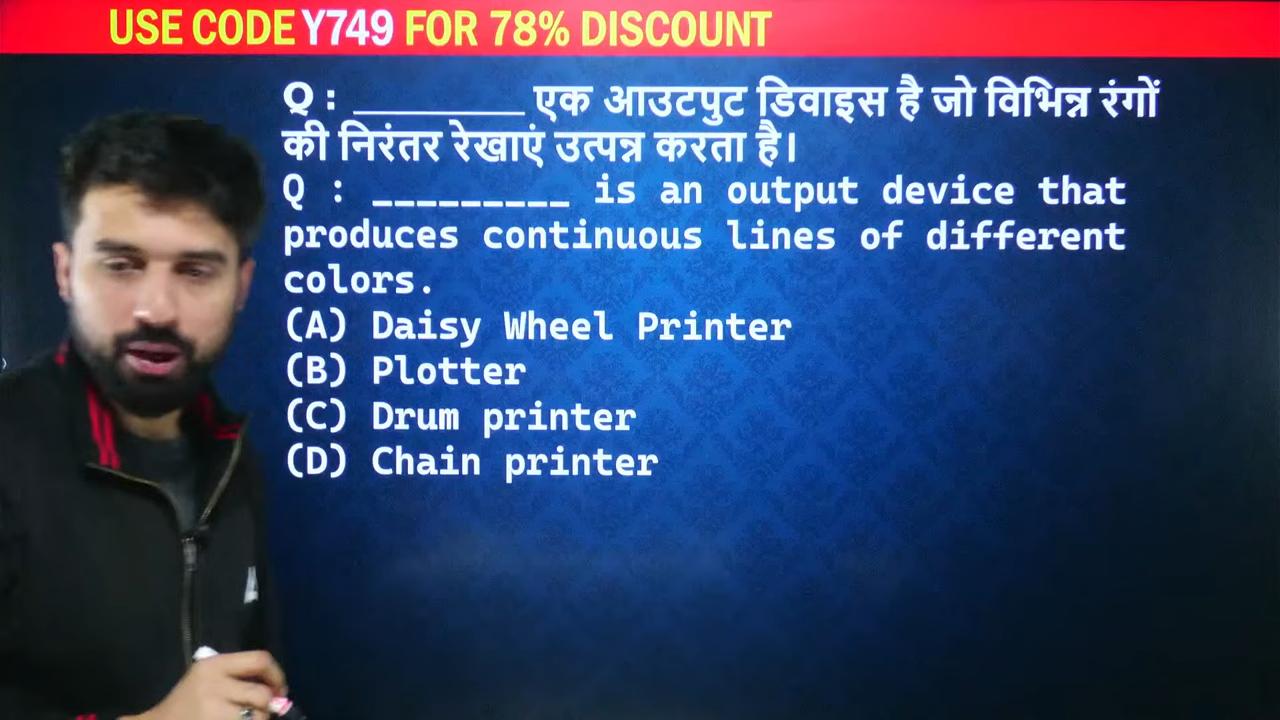 USE CODE Y749 FOR 78% DISCOUNT
Q : _________ एक आउटपुट डिवाइस है जो विभिन्न रंगों
की निरंतर रेखाएं उत्पन्न करता है।
Q : _________ is an output device that
produces continuous lines of different
colors.
(A) Daisy Wheel Printer
(B) Plotter
(C) Drum printer
(D) Chain printer